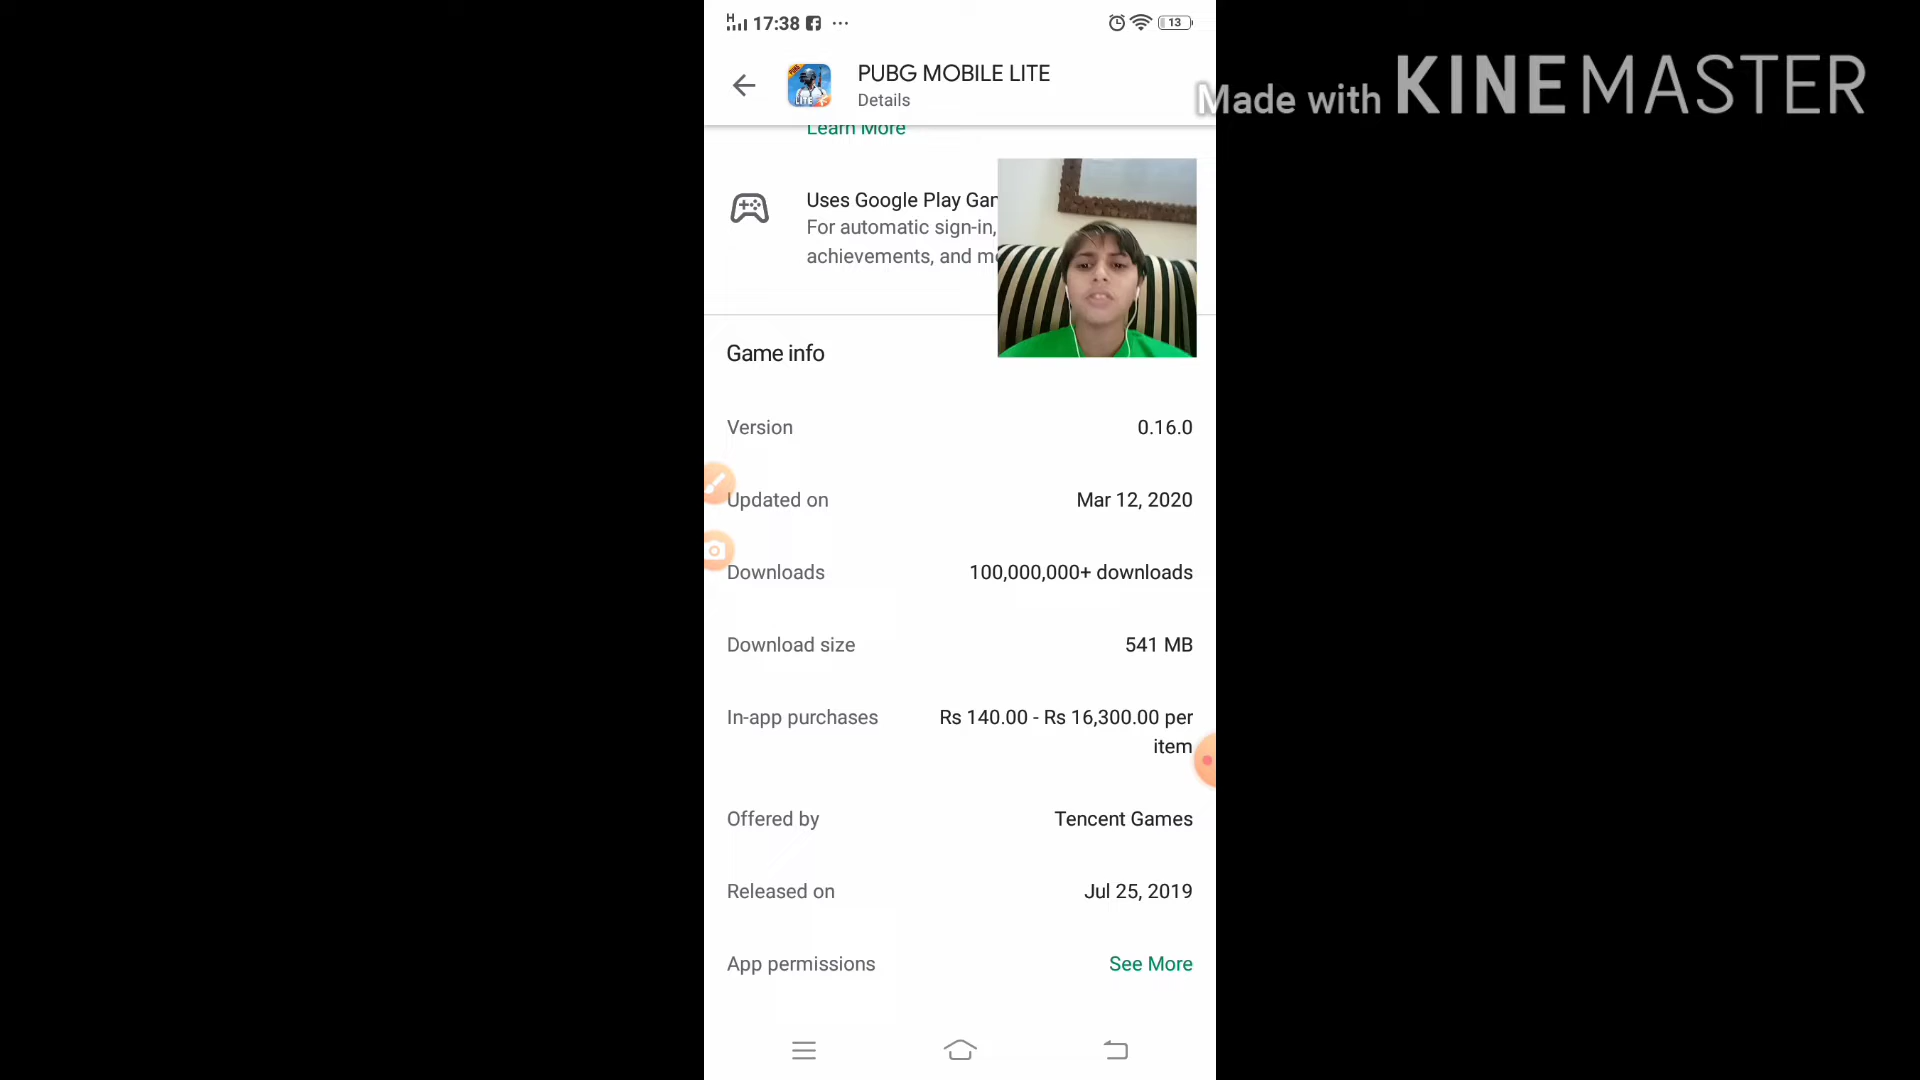 H 17:38 ... 13
PUBG MOBILE LITE
Details
Made with KINEMASTER
Learn More
Uses Google Play Gam
For automatic sign-in,
achievements, and mo
Game info
Version 0.16.0
Updated on Mar 12, 2020
Downloads 100,000,000+ downloads
Download size 541 MB
In-app purchases Rs 140.00 - Rs 16,300.00 per
item
Offered by Tencent Games
Released on Jul 25, 2019
App permissions See More